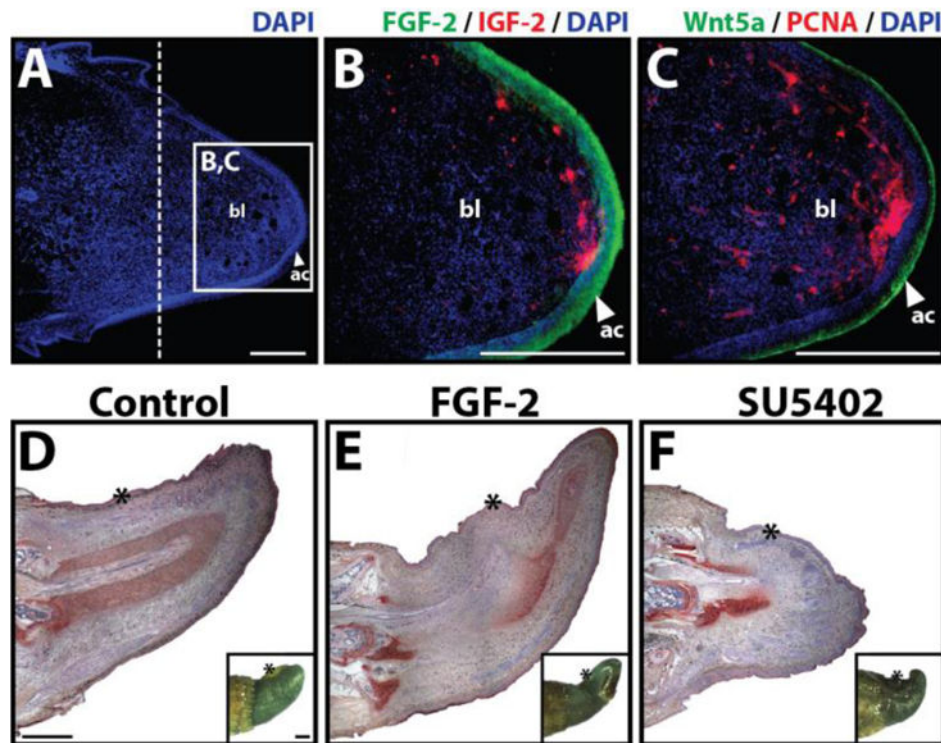 DAPI
FGF-2 / IGF-2 / DAPI
Wnt5a / PCNA / DAPI
A
B
C
B,C
bl
ac
bl
ac
bl
ac
Control
FGF-2
SU5402
D
E
F
*
*
*
*
*
*